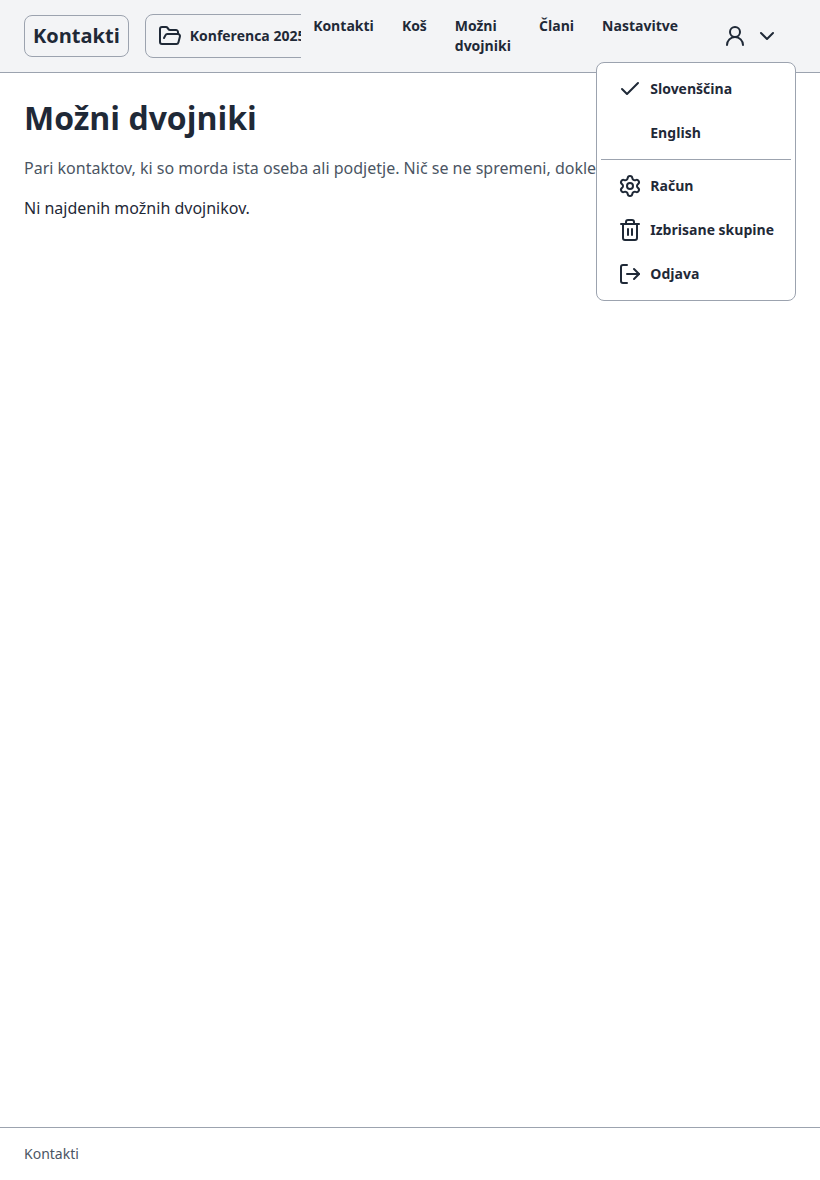 Kontakti
Konferenca 2025
Kontakti
Koš
Možni
dvojniki
Člani
Nastavitve
Slovenščina
English
Račun
Izbrisane skupine
Odjava
Možni dvojniki
Pari kontaktov, ki so morda ista oseba ali podjetje. Nič se ne spremeni, dokle
Ni najdenih možnih dvojnikov.
Kontakti